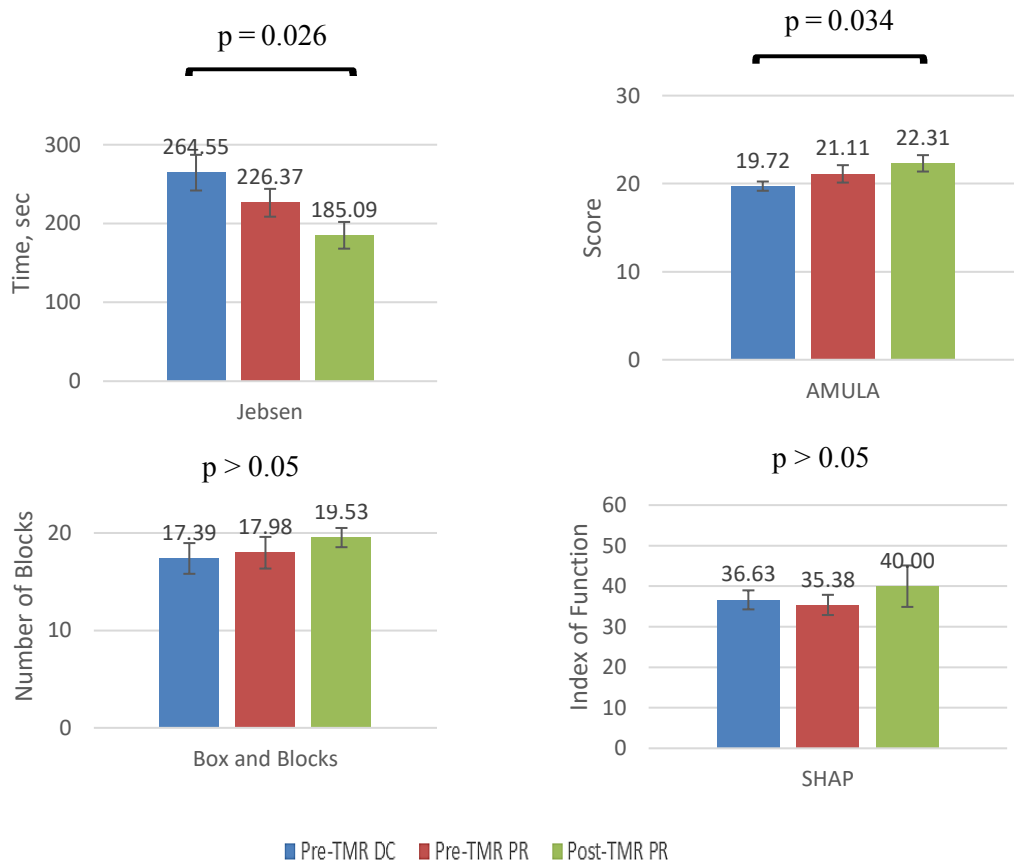 p = 0.026
300
264.55
226.37
185.09
200
100
0
Time, sec
Jebsen
p = 0.034
30
19.72
21.11
22.31
20
10
0
Score
AMULA
p > 0.05
20
17.39
17.98
19.53
10
0
Number of Blocks
Box and Blocks
p > 0.05
60
50
40
36.63
35.38
40.00
30
20
10
0
Index of Function
SHAP
Pre-TMR DC Pre-TMR PR Post-TMR PR